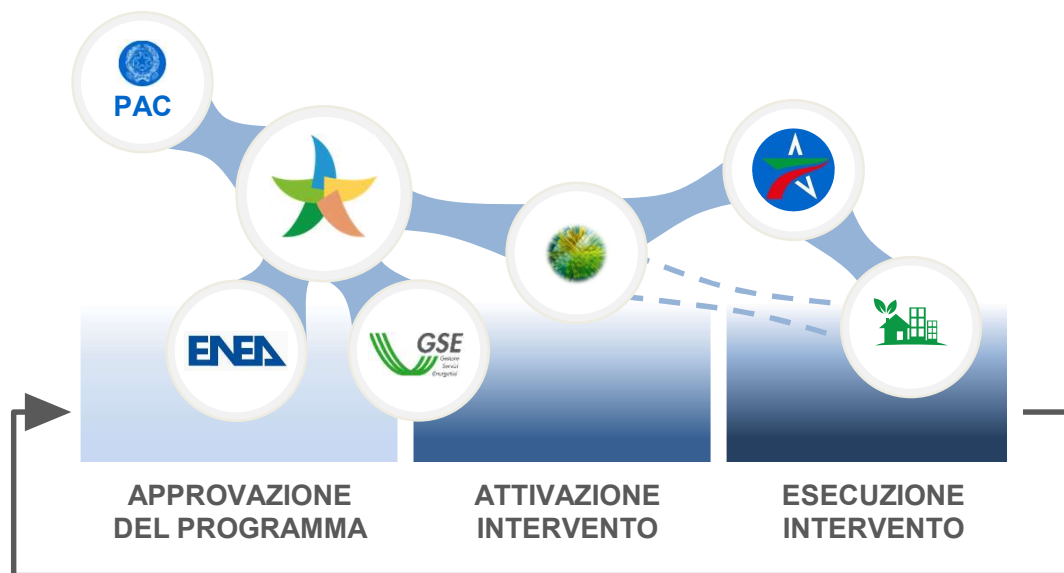 PAC
ENEA
GSE
Gestore
Servizi
Energetici
APPROVAZIONE
DEL PROGRAMMA
ATTIVAZIONE
INTERVENTO
ESECUZIONE
INTERVENTO